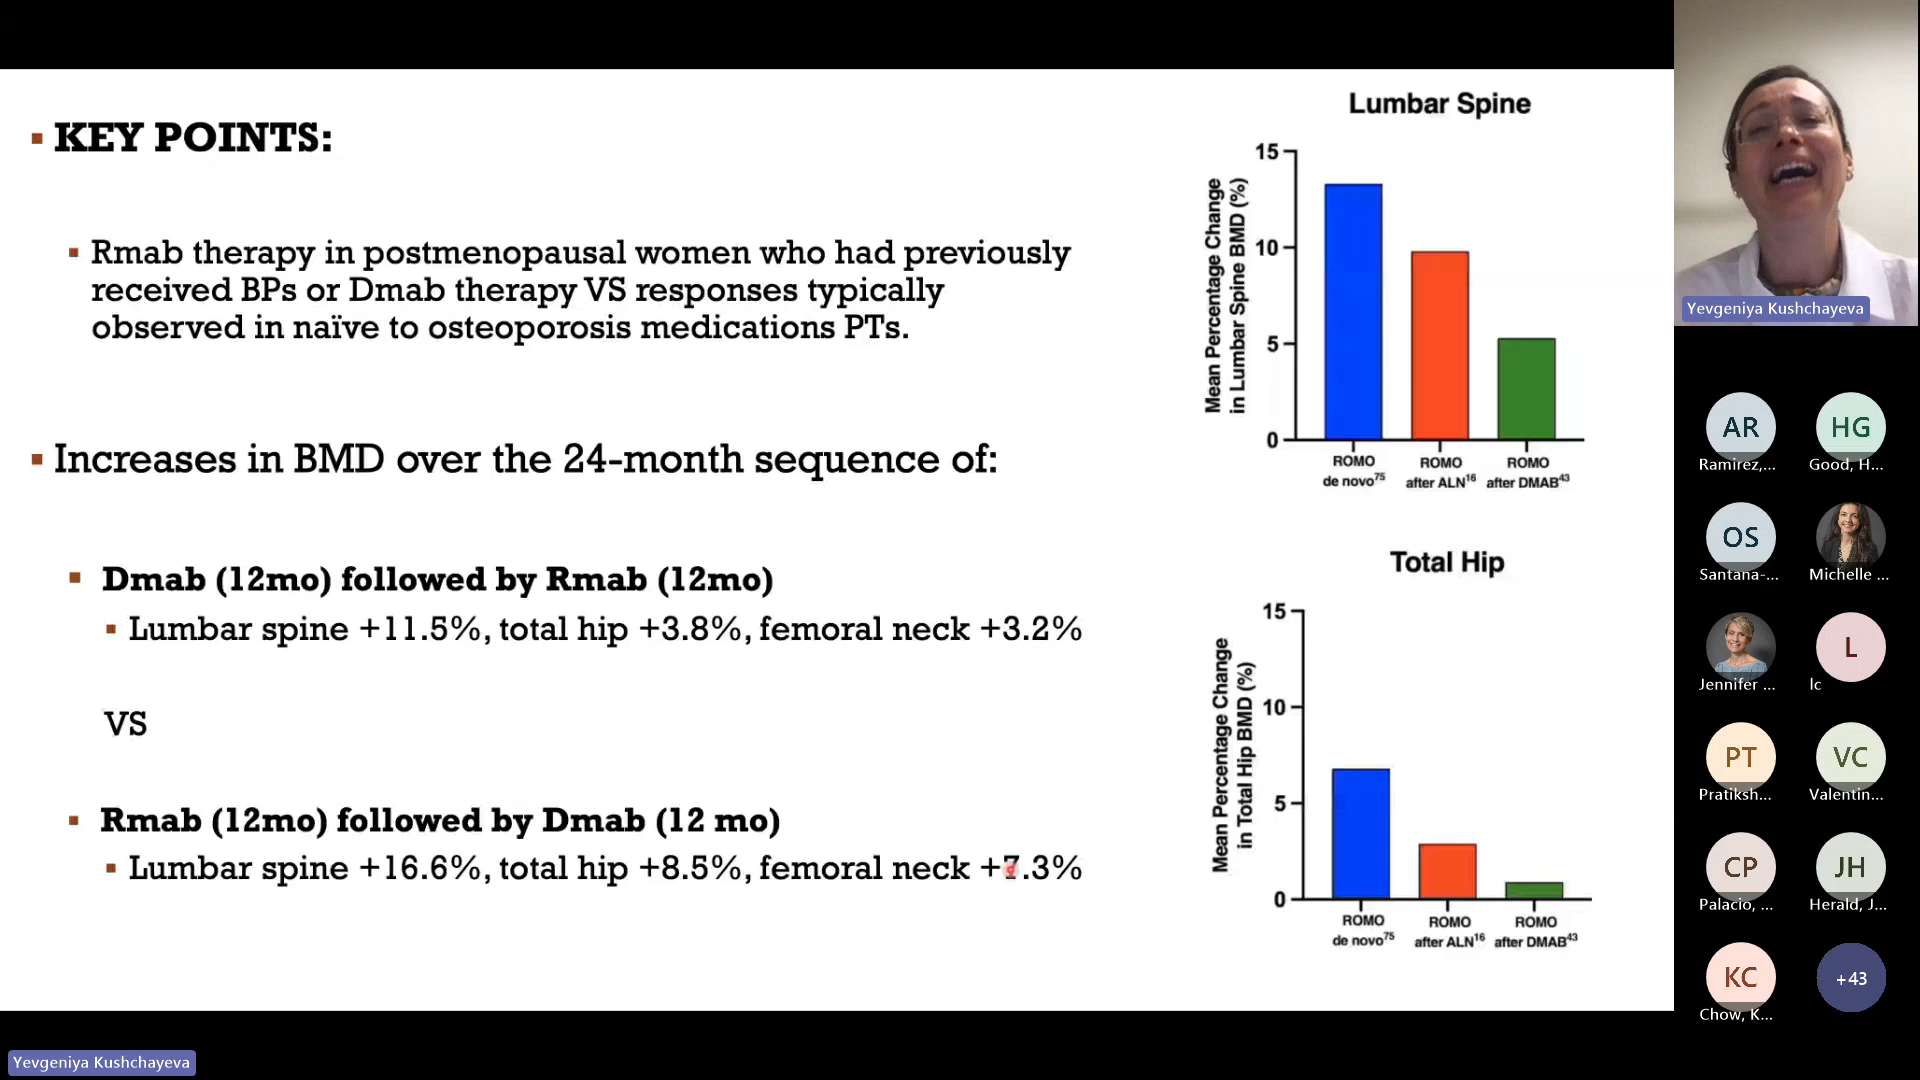 KEY POINTS:
Rmab therapy in postmenopausal women who had previously
received BPs or Dmab therapy VS responses typically
observed in naïve to osteoporosis medications PTs.
Increases in BMD over the 24-month sequence of:
Dmab (12mo) followed by Rmab (12mo)
Lumbar spine +11.5%, total hip +3.8%, femoral neck +3.2%
VS
Rmab (12mo) followed by Dmab (12 mo)
Lumbar spine +16.6%, total hip +8.5%, femoral neck +7.3%
Lumbar Spine
Mean Percentage Change
in Lumbar Spine BMD (%)
15
10
5
0
ROMO
de novo75
ROMO
after ALN16
ROMO
after DMAB43
Total Hip
Mean Percentage Change
in Total Hip BMD (%)
15
10
5
0
ROMO
de novo75
ROMO
after ALN16
ROMO
after DMAB43
Yevgeniya Kushchayeva
AR
Ramirez,...
HG
Good, H...
OS
Santana-...
Michelle ...
Jennifer ...
L
lc
PT
Pratiksh...
VC
Valentin...
CP
Palacio, ...
JH
Herald, J...
KC
Chow, K...
+43
Yevgeniya Kushchayeva